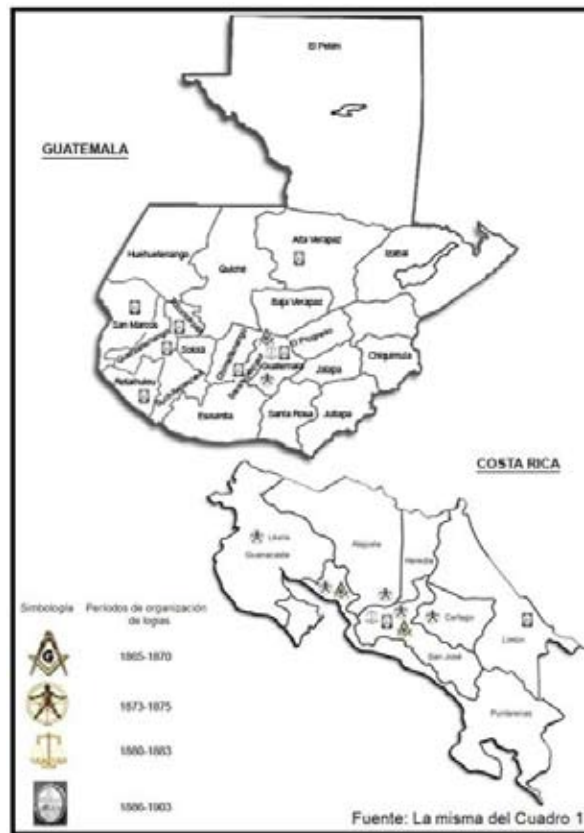 El Petén
GUATEMALA
Huehuetenango
Quiché
Alta Verapaz
Izabal
Baja Verapaz
San Marcos
El Progreso
Sololá
Guatemala
Chiquimula
Jalapa
Retalhuleu
Escuintla
Santa Rosa
Jutiapa
COSTA RICA
Liberia
Guanacaste
Alajuela
Heredia
Cartago
Limón
San José
Puntarenas
Simbología
Períodos de organización
de logias
G
1865-1870
1873-1875
1880-1883
1886-1903
Fuente: La misma del Cuadro 1